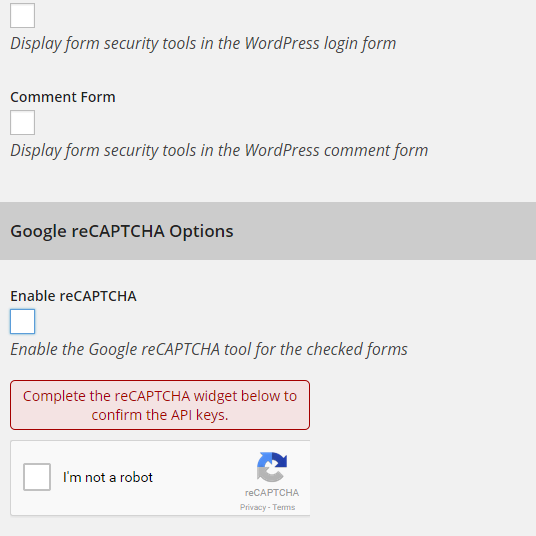 Display form security tools in the WordPress login form
Comment Form
Display form security tools in the WordPress comment form
Google reCAPTCHA Options
Enable reCAPTCHA
Enable the Google reCAPTCHA tool for the checked forms
Complete the reCAPTCHA widget below to
confirm the API keys.
I'm not a robot
reCAPTCHA
Privacy - Terms